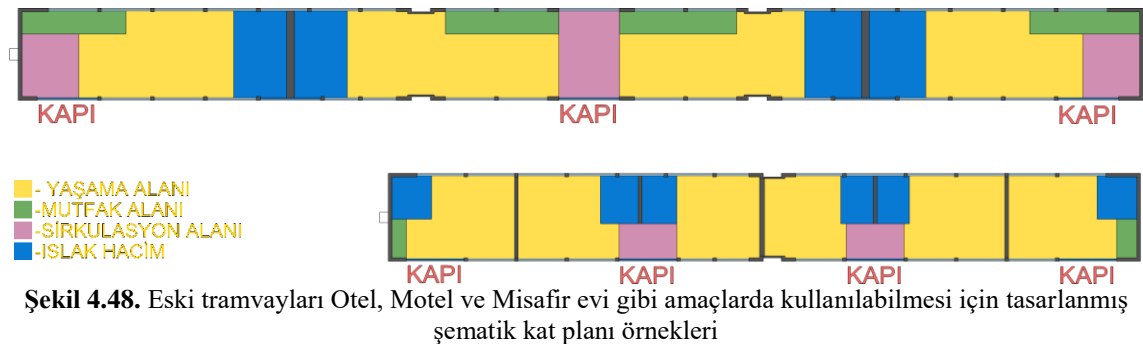 KAPI KAPI KAPI
- YAŞAMA ALANI
-MUTFAK ALANI
-SİRKULASYON ALANI
-ISLAK HACİM
KAPI KAPI KAPI KAPI
Şekil 4.48. Eski tramvayları Otel, Motel ve Misafir evi gibi amaçlarda kullanılabilmesi için tasarlanmış
şematik kat planı örnekleri